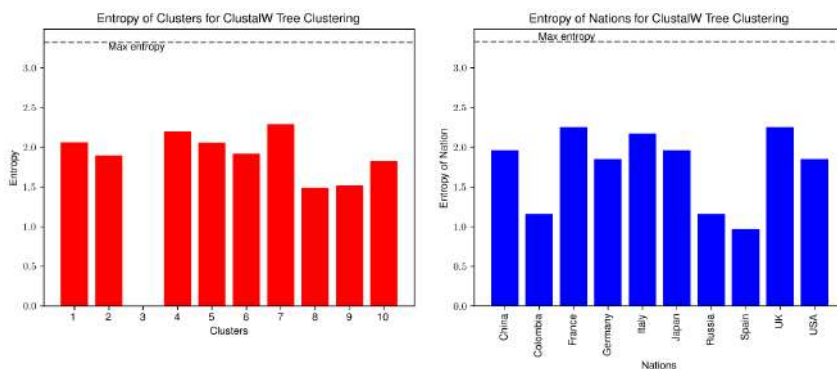 Entropy of Clusters for ClustalW Tree Clustering
Max entropy
Entropy
3.0
2.5
2.0
1.5
1.0
0.5
0.0
1 2 3 4 5 6 7 8 9 10
Clusters
Entropy of Nations for ClustalW Tree Clustering
Max entropy
Entropy of Nation
3.0
2.5
2.0
1.5
1.0
0.5
0.0
China Colombia France Germany Italy Japan Russia Spain UK USA
Nations